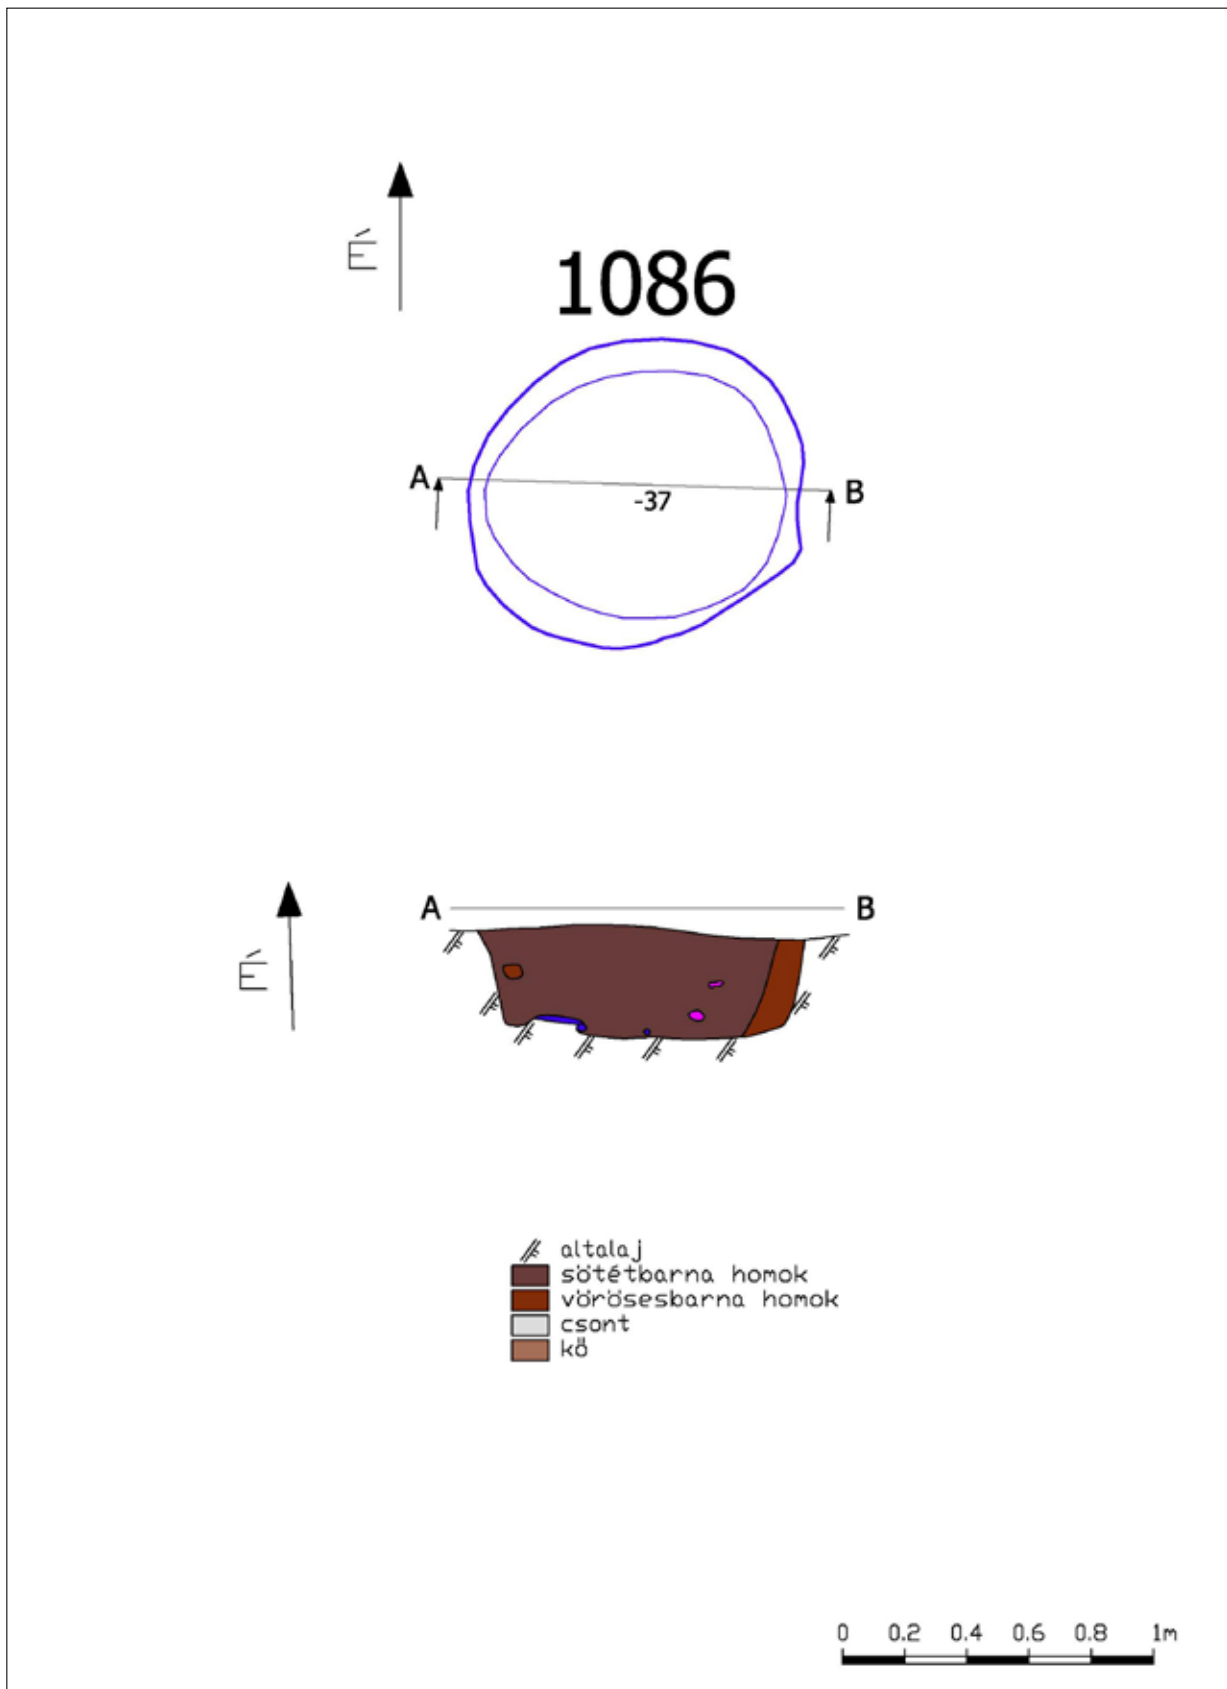 É
1086
A B
-37
A B
É
altalaj
sötétbarna homok
vörösesbarna homok
csont
kő
0 0.2 0.4 0.6 0.8 1m